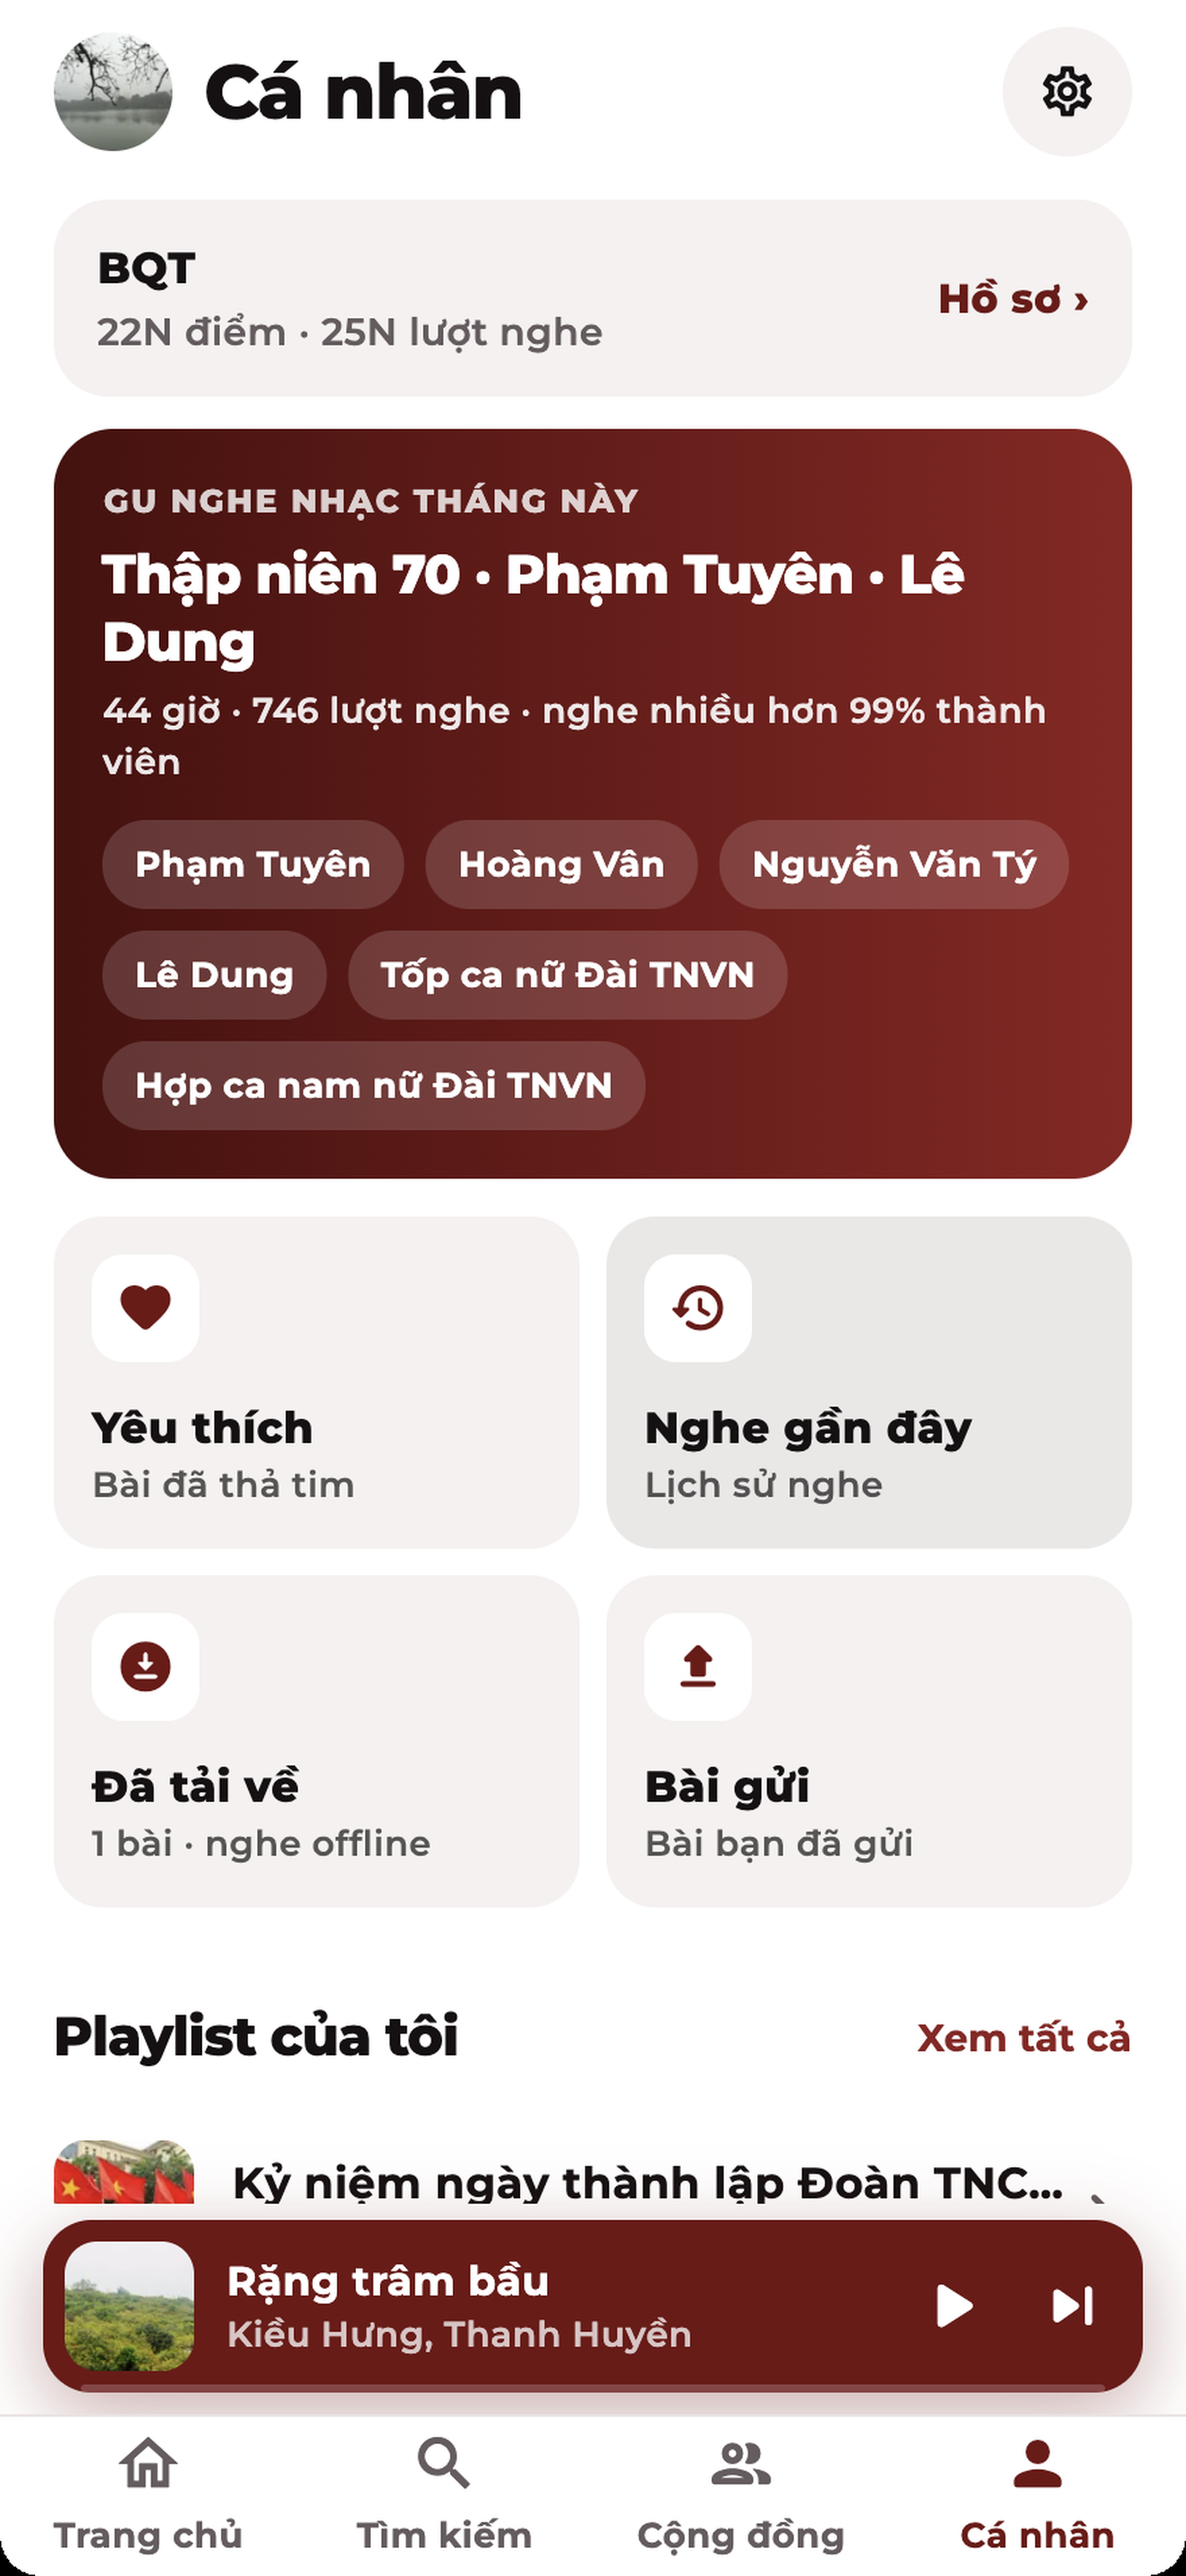 Cá nhân
BQT
22N điểm · 25N lượt nghe
Hồ sơ ›
GU NGHE NHẠC THÁNG NÀY
Thập niên 70 · Phạm Tuyên · Lê
Dung
44 giờ · 746 lượt nghe · nghe nhiều hơn 99% thành
viên
Phạm Tuyên
Hoàng Vân
Nguyễn Văn Tý
Lê Dung
Tốp ca nữ Đài TNVN
Hợp ca nam nữ Đài TNVN
Yêu thích
Bài đã thả tim
Nghe gần đây
Lịch sử nghe
Đã tải về
1 bài · nghe offline
Bài gửi
Bài bạn đã gửi
Playlist của tôi
Xem tất cả
Kỷ niệm ngày thành lập Đoàn TNC...
Rặng trâm bầu
Kiều Hưng, Thanh Huyền
Trang chủ
Tìm kiếm
Cộng đồng
Cá nhân